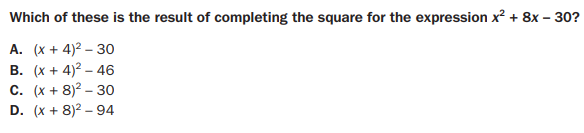 Which of these is the result of completing the square for the expression x² + 8x – 30?
A. (x + 4)² – 30
B. (x + 4)² – 46
C. (x + 8)² – 30
D. (x + 8)² – 94